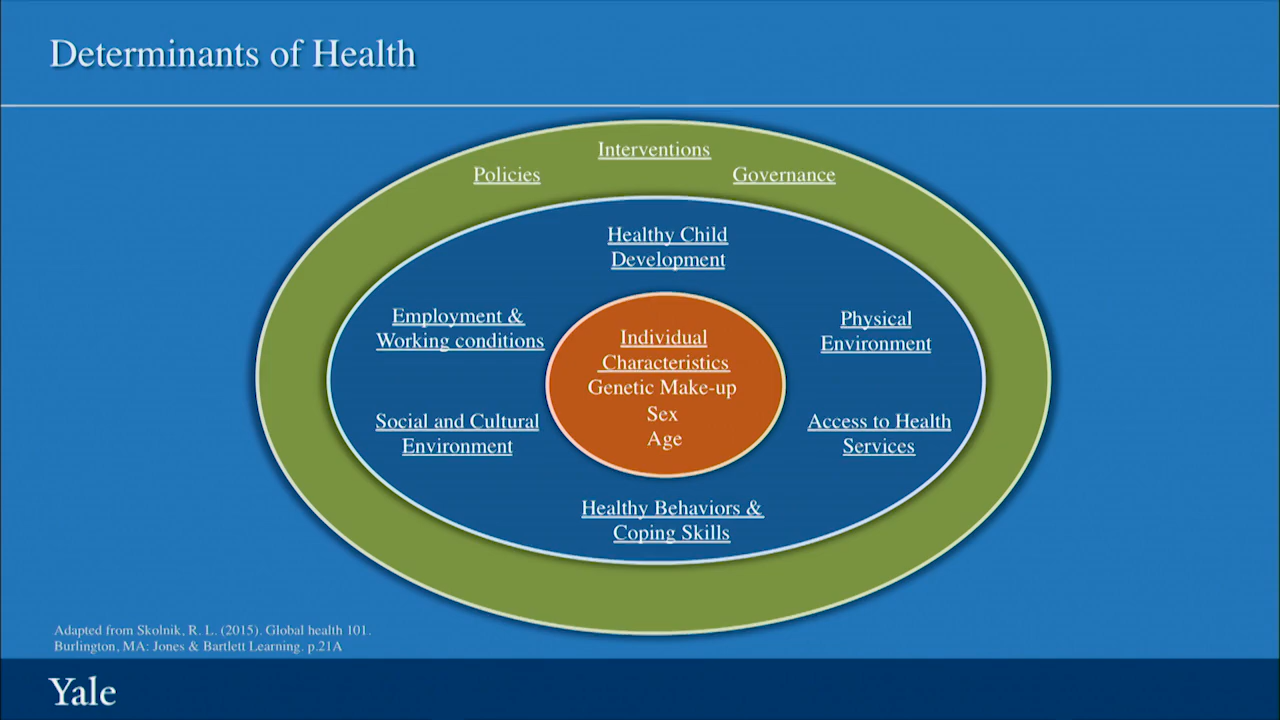 Determinants of Health
Interventions
Policies
Governance
Healthy Child
Development
Employment &
Working conditions
Physical
Environment
Individual
Characteristics
Genetic Make-up
Sex
Age
Social and Cultural
Environment
Access to Health
Services
Healthy Behaviors &
Coping Skills
Adapted from Skolnik, R. L. (2015). Global health 101.
Burlington, MA: Jones & Bartlett Learning. p.21A
Yale